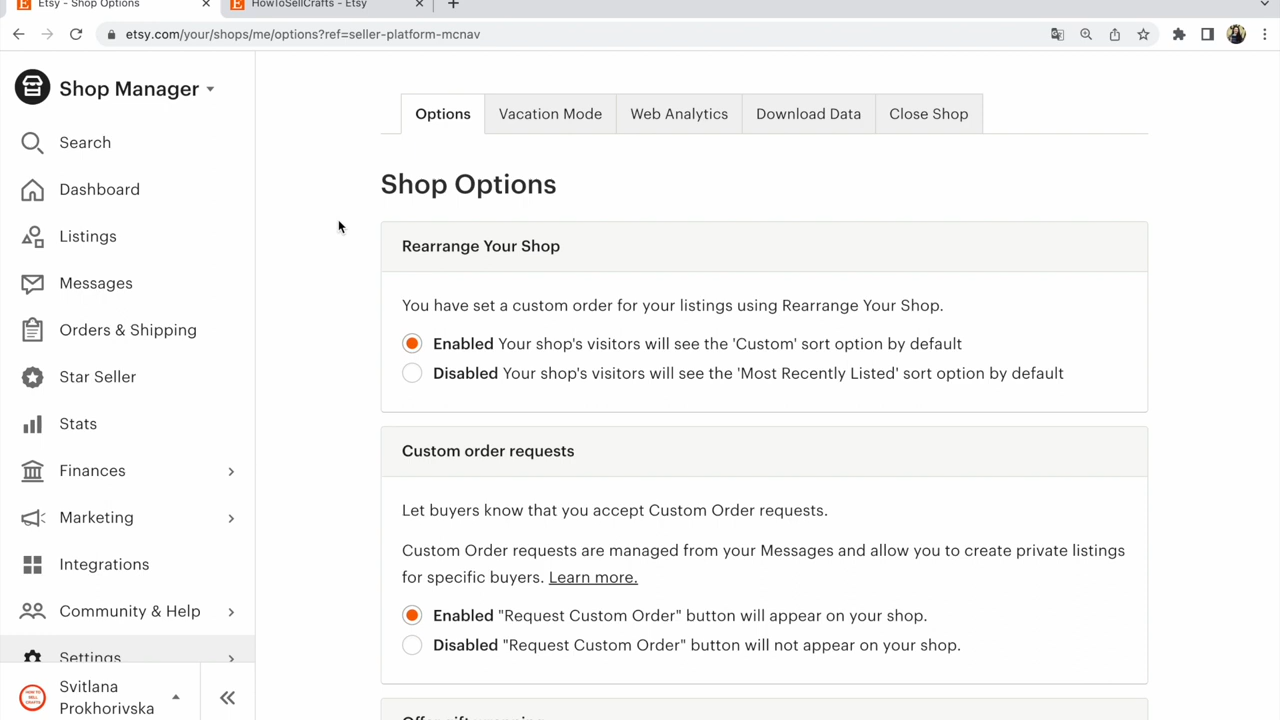 Etsy - Shop Options
HowToSellCrafts - Etsy
etsy.com/your/shops/me/options?ref=seller-platform-mcnav
Shop Manager
Search
Dashboard
Listings
Messages
Orders & Shipping
Star Seller
Stats
Finances
Marketing
Integrations
Community & Help
Settings
Svitlana
Prokhorivska
Options
Vacation Mode
Web Analytics
Download Data
Close Shop
Shop Options
Rearrange Your Shop
You have set a custom order for your listings using Rearrange Your Shop.
Enabled Your shop's visitors will see the 'Custom' sort option by default
Disabled Your shop's visitors will see the 'Most Recently Listed' sort option by default
Custom order requests
Let buyers know that you accept Custom Order requests.
Custom Order requests are managed from your Messages and allow you to create private listings
for specific buyers. Learn more.
Enabled "Request Custom Order" button will appear on your shop.
Disabled "Request Custom Order" button will not appear on your shop.